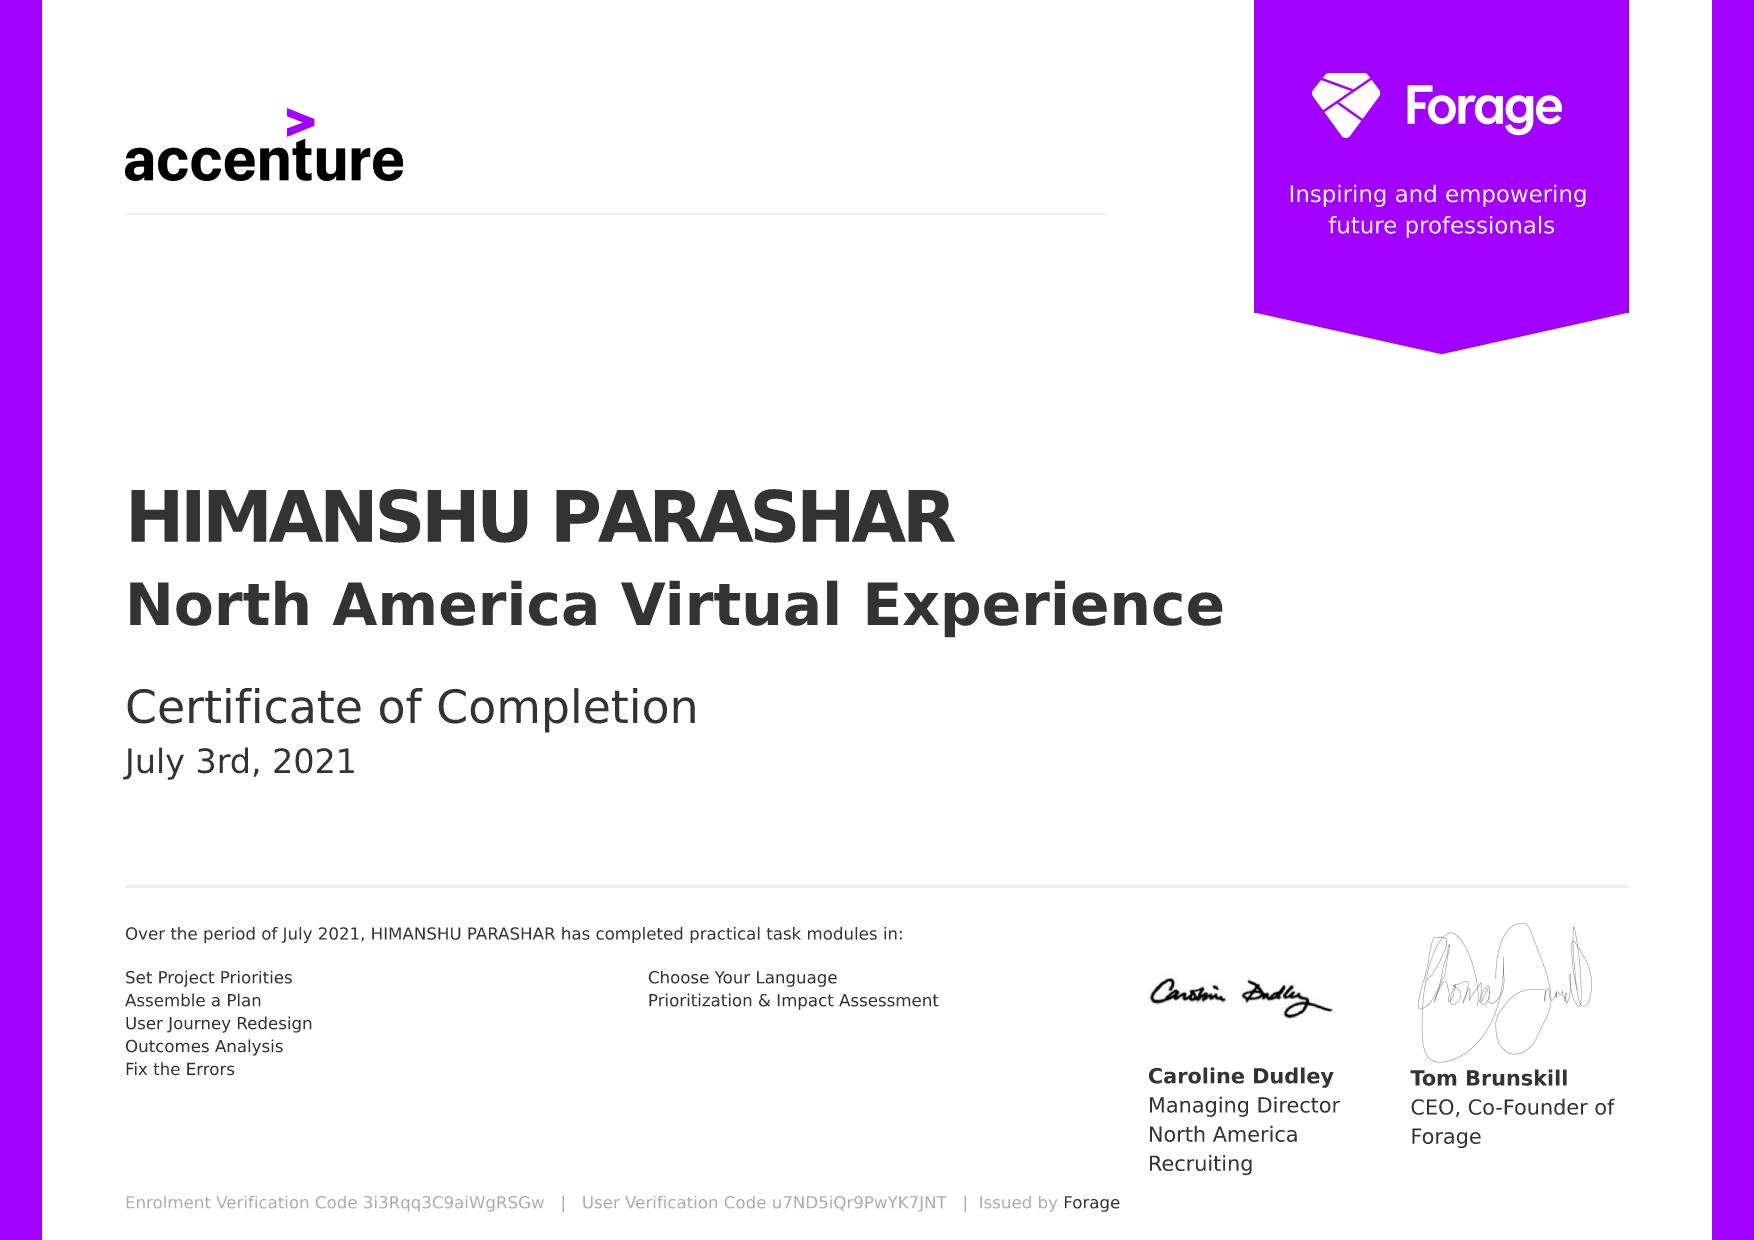 accenture
>
Forage
Inspiring and empowering
future professionals
HIMANSHU PARASHAR
North America Virtual Experience
Certificate of Completion
July 3rd, 2021
Over the period of July 2021, HIMANSHU PARASHAR has completed practical task modules in:
Set Project Priorities
Assemble a Plan
User Journey Redesign
Outcomes Analysis
Fix the Errors
Choose Your Language
Prioritization & Impact Assessment
Caroline Dudley
Caroline Dudley
Managing Director
North America
Recruiting
Thomas Brunskill
Tom Brunskill
CEO, Co-Founder of
Forage
Enrolment Verification Code 3i3Rqq3C9aiWgRSGw | User Verification Code u7ND5iQr9PwYK7JNT | Issued by Forage